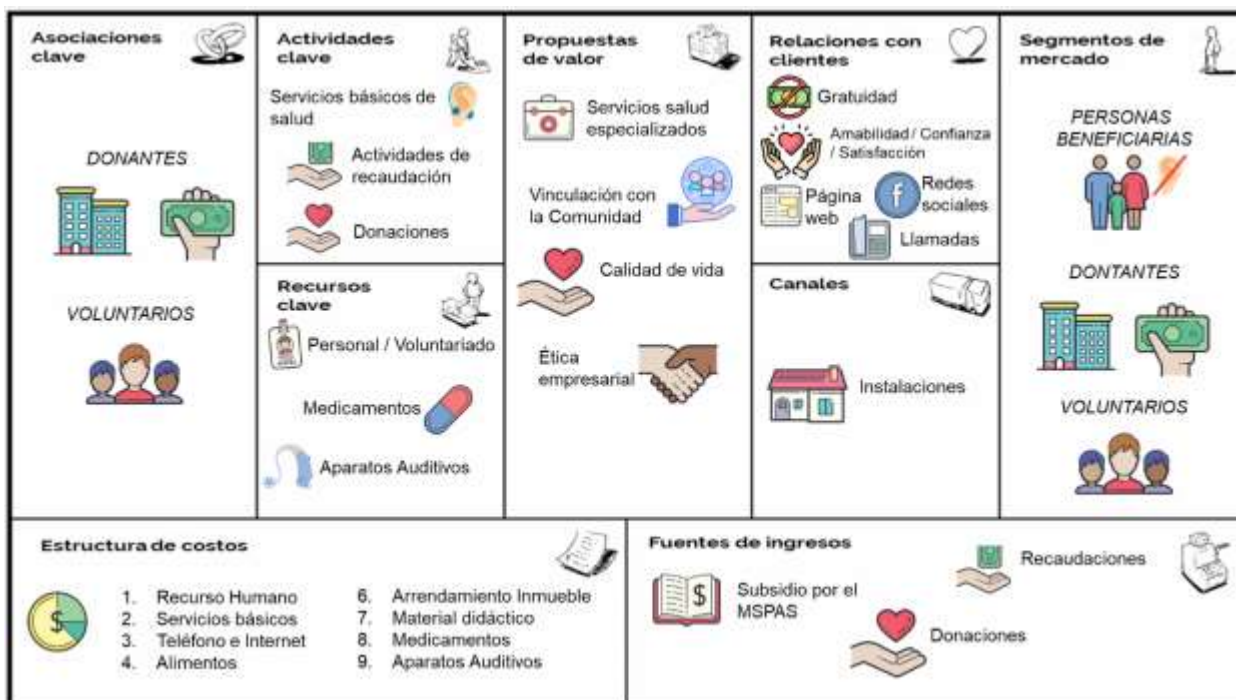 Asociaciones
clave
DONANTES
VOLUNTARIOS
Actividades
clave
Servicios básicos de
salud
Actividades de
recaudación
Donaciones
Recursos
clave
Personal / Voluntariado
Medicamentos
Aparatos Auditivos
Propuestas
de valor
Servicios salud
especializados
Vinculación con
la Comunidad
Calidad de vida
Ética
empresarial
Relaciones con
clientes
Gratuidad
Amabilidad / Confianza
/ Satisfacción
Página
web
Redes
sociales
Llamadas
Canales
Instalaciones
Segmentos de
mercado
PERSONAS
BENEFICIARIAS
DONTANTES
VOLUNTARIOS
Estructura de costos
$
1. Recurso Humano
2. Servicios básicos
3. Teléfono e Internet
4. Alimentos
6. Arrendamiento Inmueble
7. Material didáctico
8. Medicamentos
9. Aparatos Auditivos
Fuentes de ingresos
$
Subsidio por el
MSPAS
Recaudaciones
Donaciones